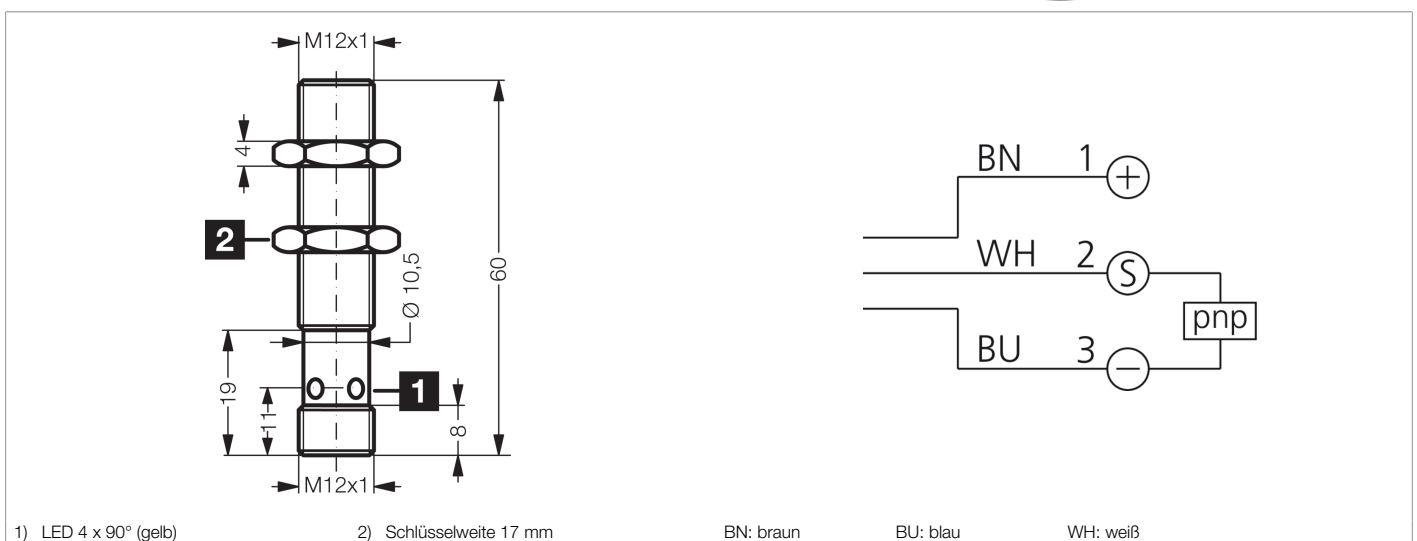 M12x1
4
2
Ø 10,5
60
19
11
1
8
M12x1
BN 1 +
WH 2 S
pnp
BU 3 −
1) LED 4 x 90° (gelb) 2) Schlüsselweite 17 mm BN: braun BU: blau WH: weiß